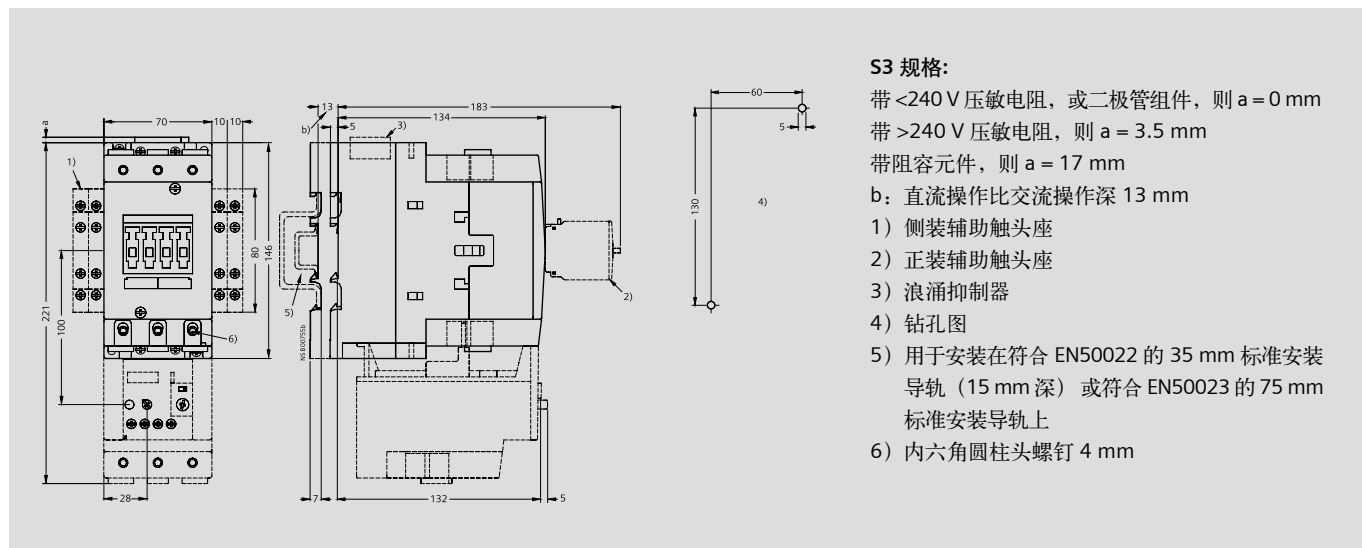 a
70
10
10
1)
221
100
80
146
6)
28
13
183
b)
5
3)
134
5)
2)
NSB00755b
7
132
5
60
5
130
4)
S3 规格:
带 <240 V 压敏电阻，或二极管组件，则 a = 0 mm
带 >240 V 压敏电阻，则 a = 3.5 mm
带阻容元件，则 a = 17 mm
b：直流操作比交流操作深 13 mm
1）侧装辅助触头座
2）正装辅助触头座
3）浪涌抑制器
4）钻孔图
5）用于安装在符合 EN50022 的 35 mm 标准安装
导轨（15 mm 深） 或符合 EN50023 的 75 mm
标准安装导轨上
6）内六角圆柱头螺钉 4 mm